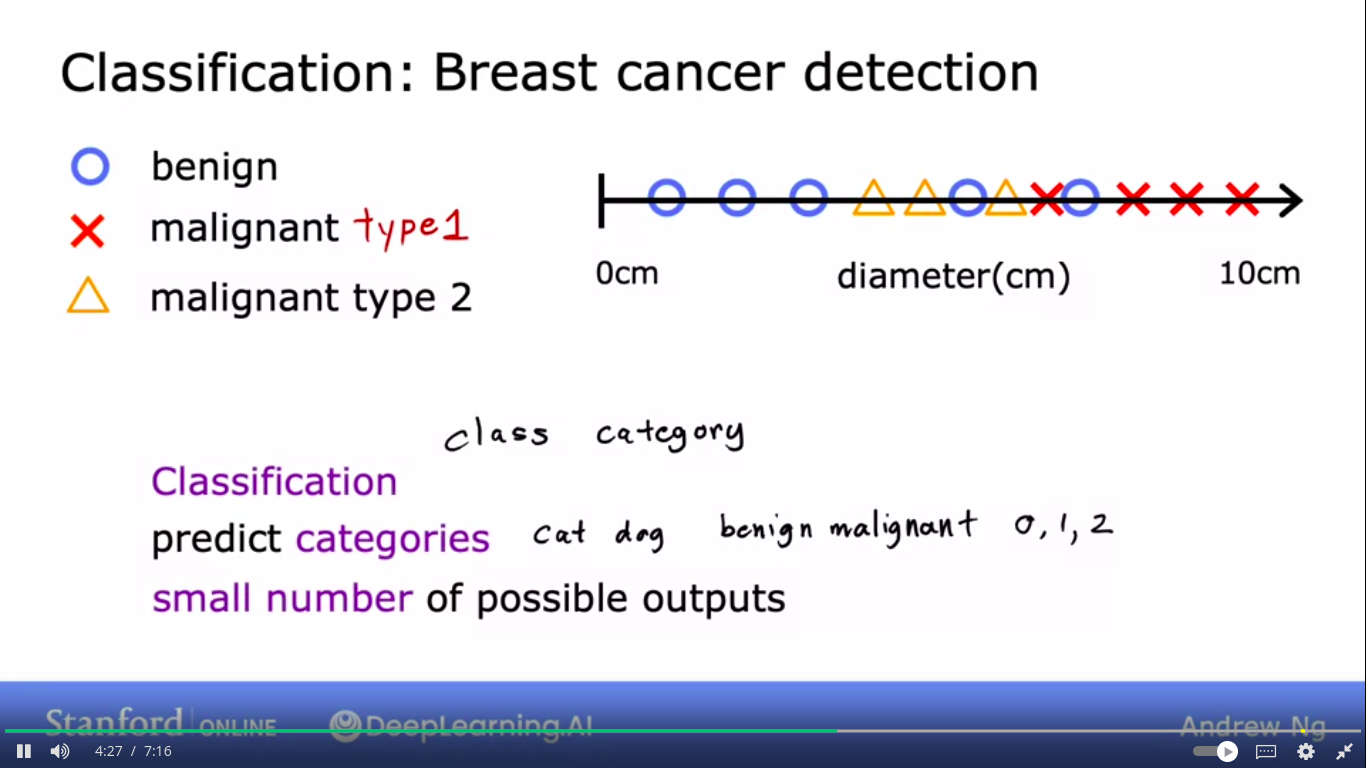 Classification: Breast cancer detection
benign
malignant type 1
malignant type 2
0cm diameter(cm) 10cm
class category
Classification
predict categories cat dog benign malignant 0, 1, 2
small number of possible outputs
Stanford ONLINE DeepLearning.AI Andrew Ng
4:27 / 7:16